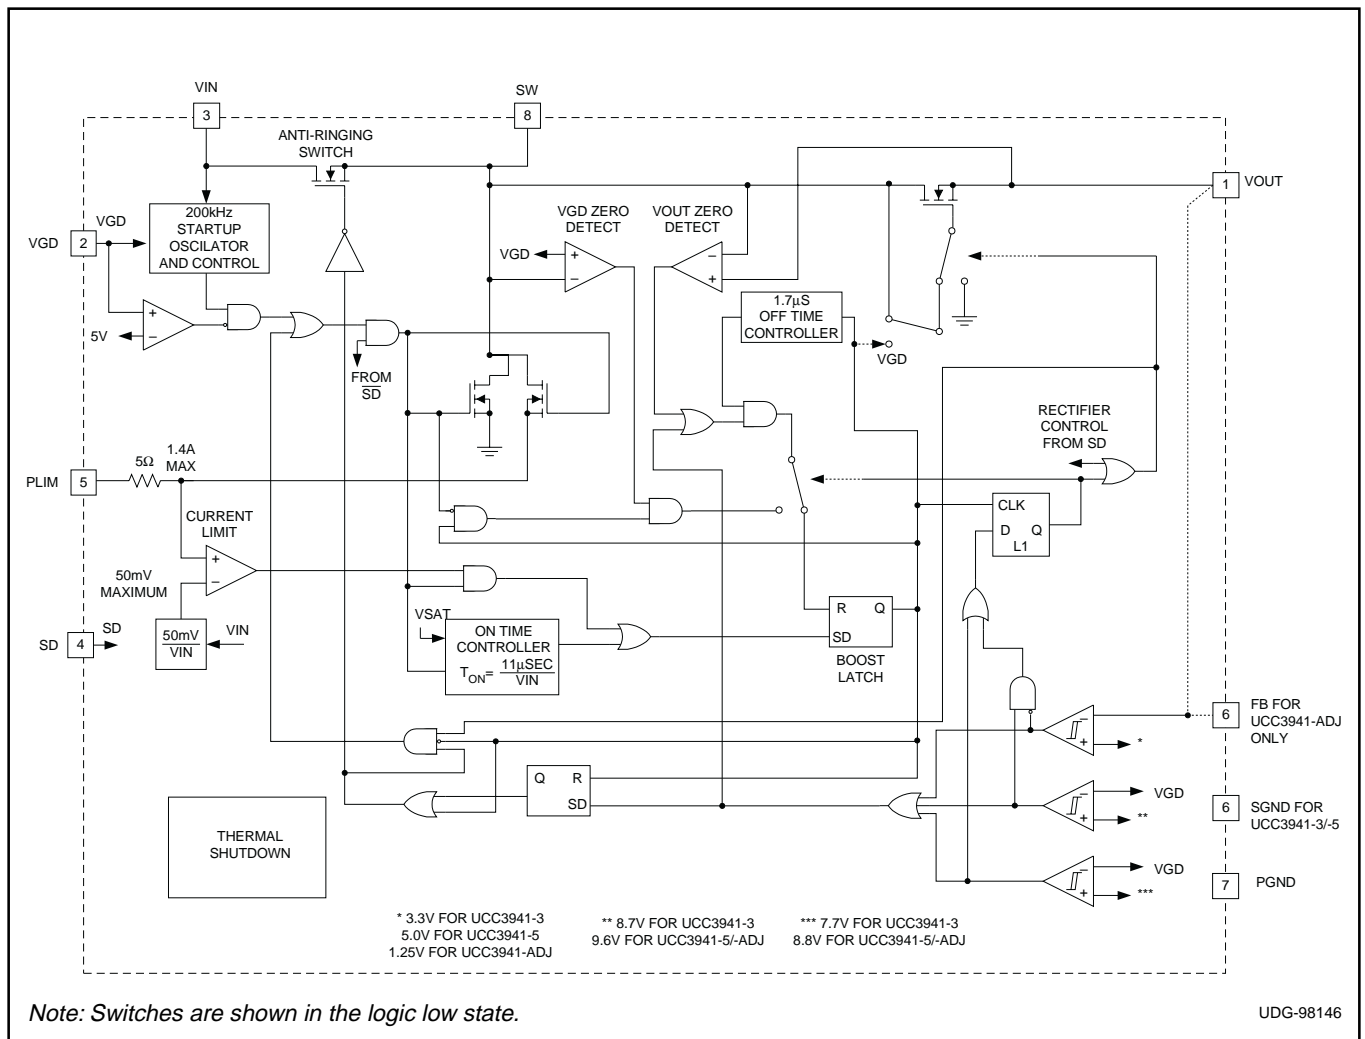 VIN
3
SW
8
ANTI-RINGING
SWITCH
1
VOUT
VGD
2
VGD
200kHz
STARTUP
OSCILATOR
AND CONTROL
VGD ZERO
DETECT
VOUT ZERO
DETECT
VGD
+
−
−
+
+
−
5V
1.7µS
OFF TIME
CONTROLLER
VGD
FROM
SD
RECTIFIER
CONTROL
FROM SD
PLIM
5
5Ω
1.4A
MAX
CURRENT
LIMIT
+
−
50mV
MAXIMUM
CLK
D Q
L1
SD
4
SD
50mV
VIN
VIN
VSAT
ON TIME
CONTROLLER
TON= 11µSEC
VIN
R Q
SD
BOOST
LATCH
−
+
*
6
FB FOR
UCC3941-ADJ
ONLY
Q R
SD
−
+
VGD
**
6
SGND FOR
UCC3941-3/-5
THERMAL
SHUTDOWN
−
+
VGD
***
7
PGND
* 3.3V FOR UCC3941-3
5.0V FOR UCC3941-5
1.25V FOR UCC3941-ADJ
** 8.7V FOR UCC3941-3
9.6V FOR UCC3941-5/-ADJ
*** 7.7V FOR UCC3941-3
8.8V FOR UCC3941-5/-ADJ
Note: Switches are shown in the logic low state.
UDG-98146